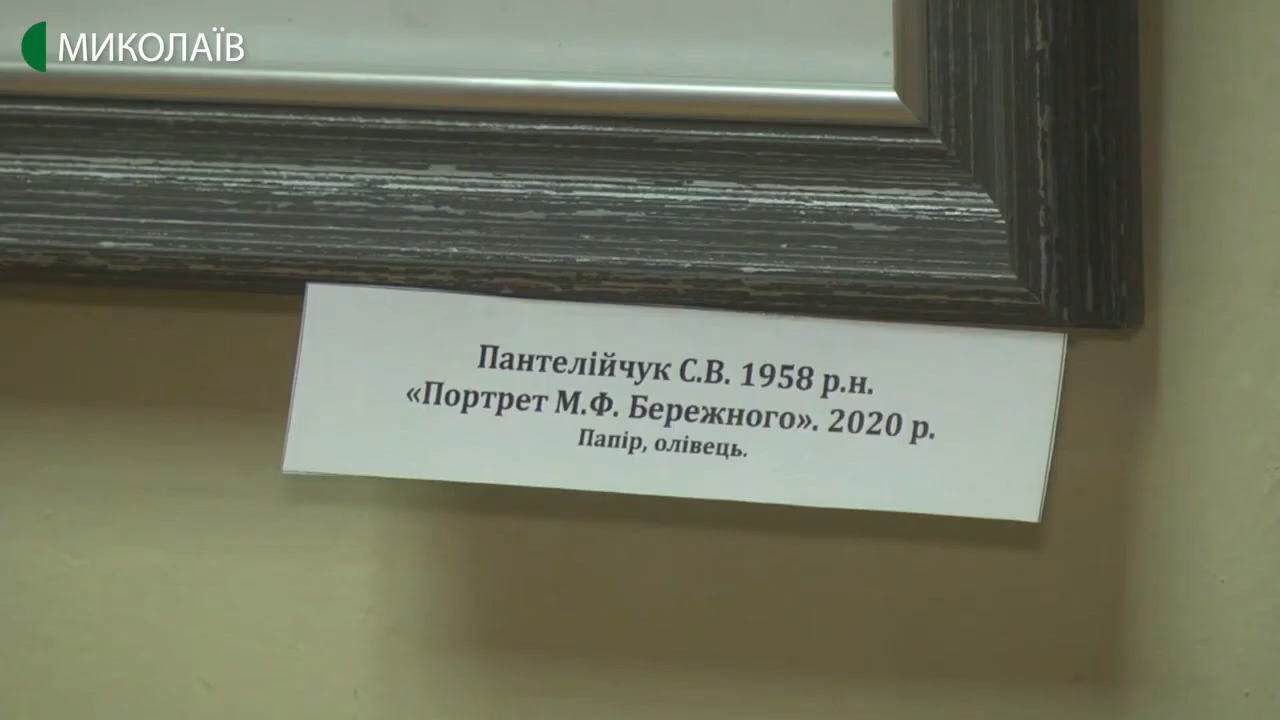 МИКОЛАЇВ
Пантелійчук С.В. 1958 р.н.
«Портрет М.Ф. Бережного». 2020 р.
Папір, олівець.